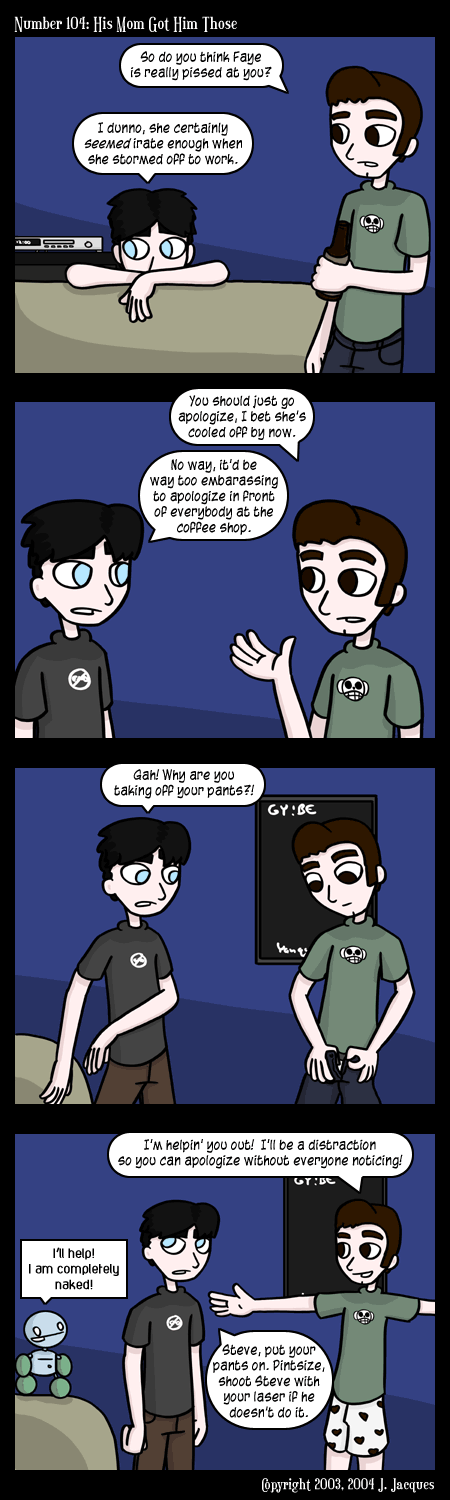 Number 104: His Mom Got Him Those
So do you think Faye
is really pissed at you?
I dunno, she certainly
seemed irate enough when
she stormed off to work.
You should just go
apologize, I bet she's
cooled off by now.
No way, it'd be
way too embarassing
to apologize in front
of everybody at the
coffee shop.
Gah! Why are you
taking off your pants?!
GY!BE
I'm helpin' you out! I'll be a distraction
so you can apologize without everyone noticing!
GY!BE
I'll help!
I am completely
naked!
Steve, put your
pants on. Pintsize,
shoot Steve with
your laser if he
doesn't do it.
Copyright 2003, 2004 J. Jacques